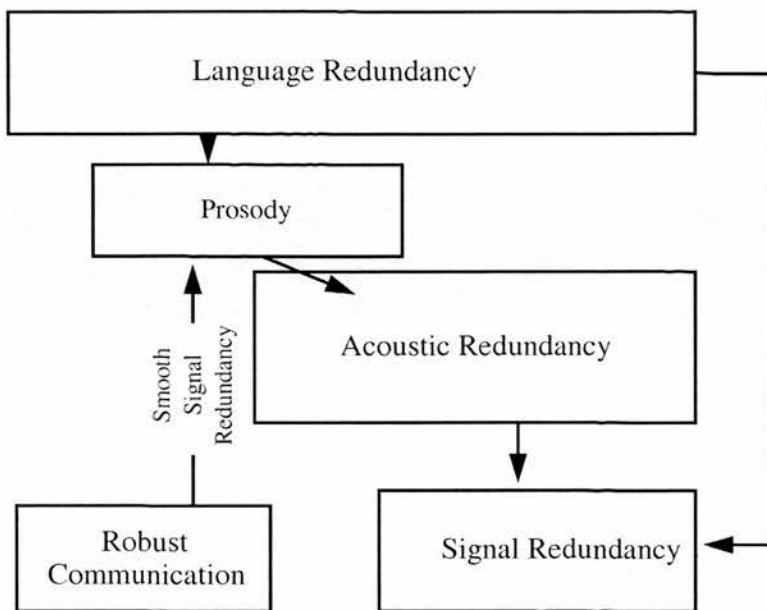 Language Redundancy
Prosody
Acoustic Redundancy
Smooth
Signal
Redundancy
Robust
Communication
Signal Redundancy